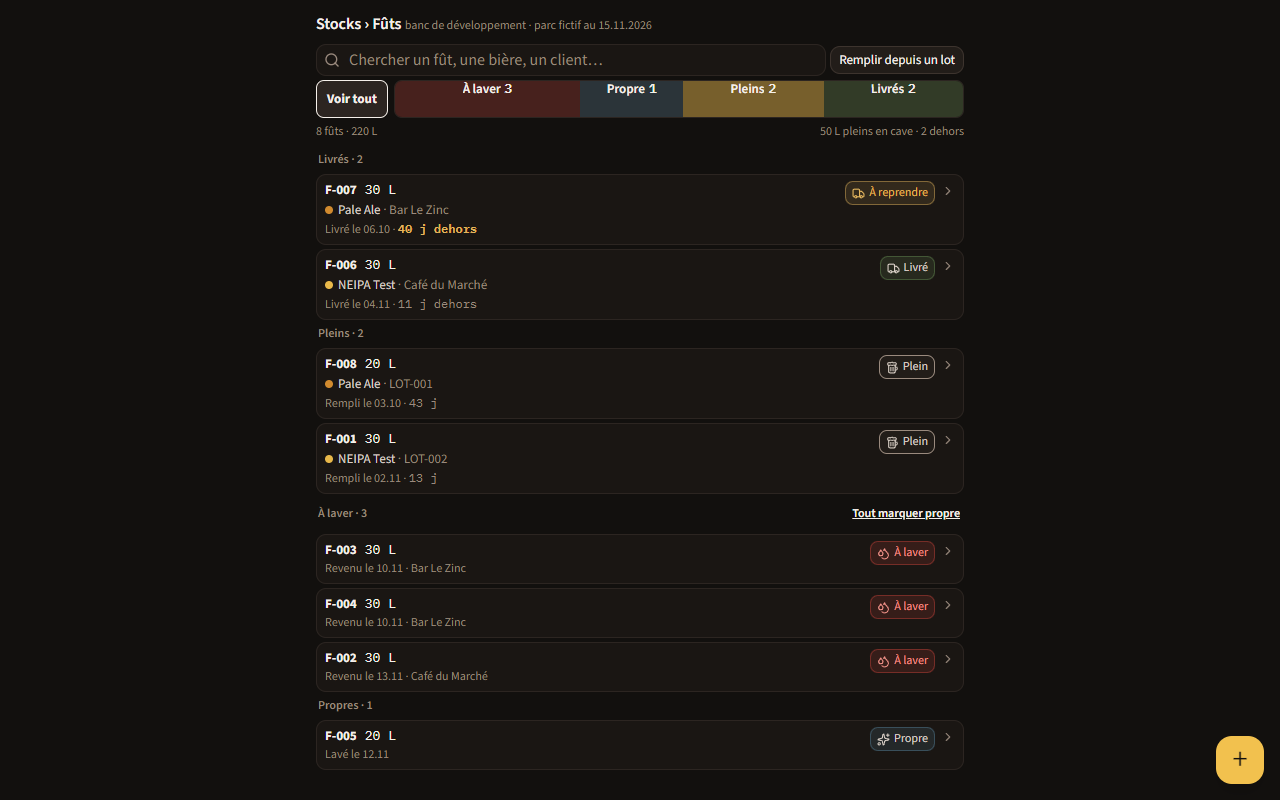 Stocks › Fûts banc de développement · parc fictif au 15.11.2026
Chercher un fût, une bière, un client…
Remplir depuis un lot
Voir tout
À laver 3
Propre 1
Pleins 2
Livrés 2
8 fûts · 220 L
50 L pleins en cave · 2 dehors
Livrés · 2
F-007 30 L
À reprendre
Pale Ale · Bar Le Zinc
Livré le 06.10 · 40 j dehors
F-006 30 L
Livré
NEIPA Test · Café du Marché
Livré le 04.11 · 11 j dehors
Pleins · 2
F-008 20 L
Plein
Pale Ale · LOT-001
Rempli le 03.10 · 43 j
F-001 30 L
Plein
NEIPA Test · LOT-002
Rempli le 02.11 · 13 j
À laver · 3
Tout marquer propre
F-003 30 L
À laver
Revenu le 10.11 · Bar Le Zinc
F-004 30 L
À laver
Revenu le 10.11 · Bar Le Zinc
F-002 30 L
À laver
Revenu le 13.11 · Café du Marché
Propres · 1
F-005 20 L
Propre
Lavé le 12.11
+